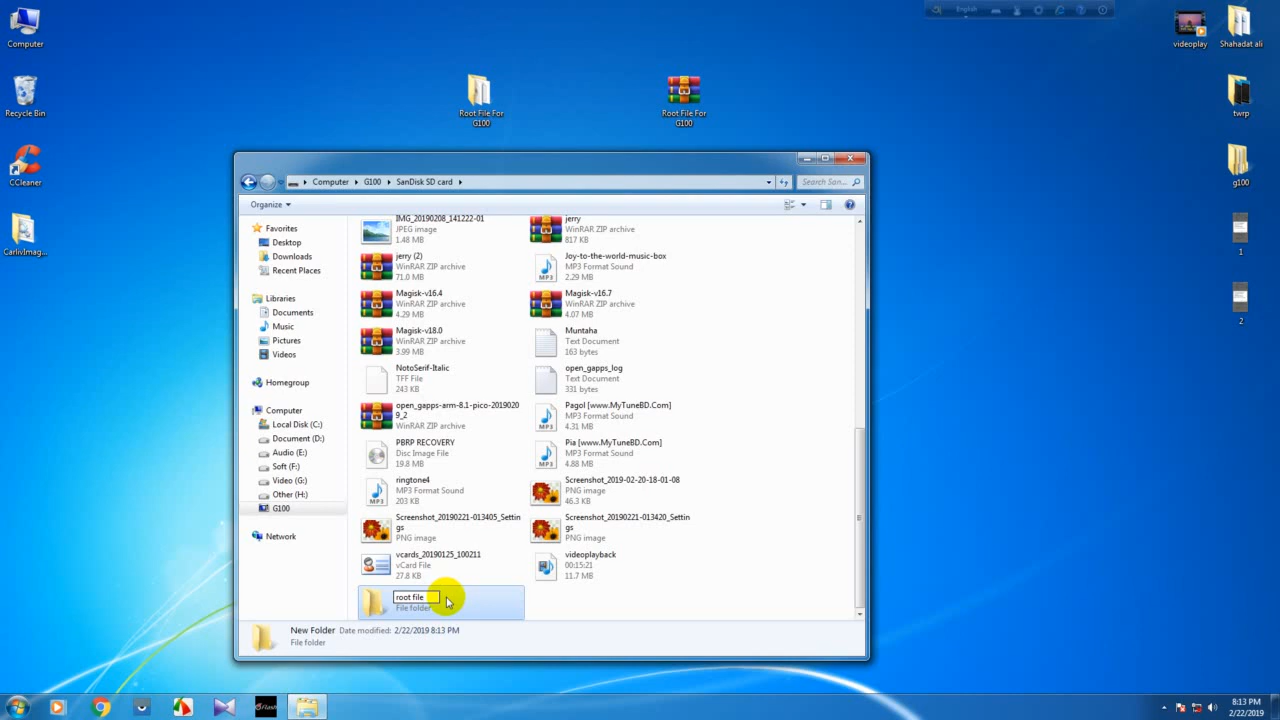 English
Computer
Recycle Bin
CCleaner
CarlivImag...
Root File For
G100
Root File For
G100
videoplay
Shahadat ali
twrp
g100
1
2
Computer
G100
SanDisk SD card
Search San...
Organize
Favorites
Desktop
Downloads
Recent Places
Libraries
Documents
Music
Pictures
Videos
Homegroup
Computer
Local Disk (C:)
Document (D:)
Audio (E:)
Soft (F:)
Video (G:)
Other (H:)
G100
Network
IMG_20190208_141222-01
JPEG image
1.48 MB
jerry
WinRAR ZIP archive
817 KB
jerry (2)
WinRAR ZIP archive
71.0 MB
Joy-to-the-world-music-box
MP3 Format Sound
2.29 MB
Magisk-v16.4
WinRAR ZIP archive
4.29 MB
Magisk-v16.7
WinRAR ZIP archive
4.07 MB
Magisk-v18.0
WinRAR ZIP archive
3.99 MB
Muntaha
Text Document
163 bytes
NotoSerif-Italic
TFF File
243 KB
open_gapps_log
Text Document
331 bytes
open_gapps-arm-8.1-pico-2019020
9_2
WinRAR ZIP archive
Pagol [www.MyTuneBD.Com]
MP3 Format Sound
4.31 MB
PBRP RECOVERY
Disc Image File
19.8 MB
Pia [www.MyTuneBD.Com]
MP3 Format Sound
4.88 MB
ringtone4
MP3 Format Sound
203 KB
Screenshot_2019-02-20-18-01-08
PNG image
46.3 KB
Screenshot_20190221-013405_Settin
gs
PNG image
Screenshot_20190221-013420_Settin
gs
PNG image
vcards_20190125_100211
vCard File
27.8 KB
videoplayback
00:15:21
11.7 MB
root file
File folder
New Folder Date modified: 2/22/2019 8:13 PM
File folder
Flash
8:13 PM
2/22/2019